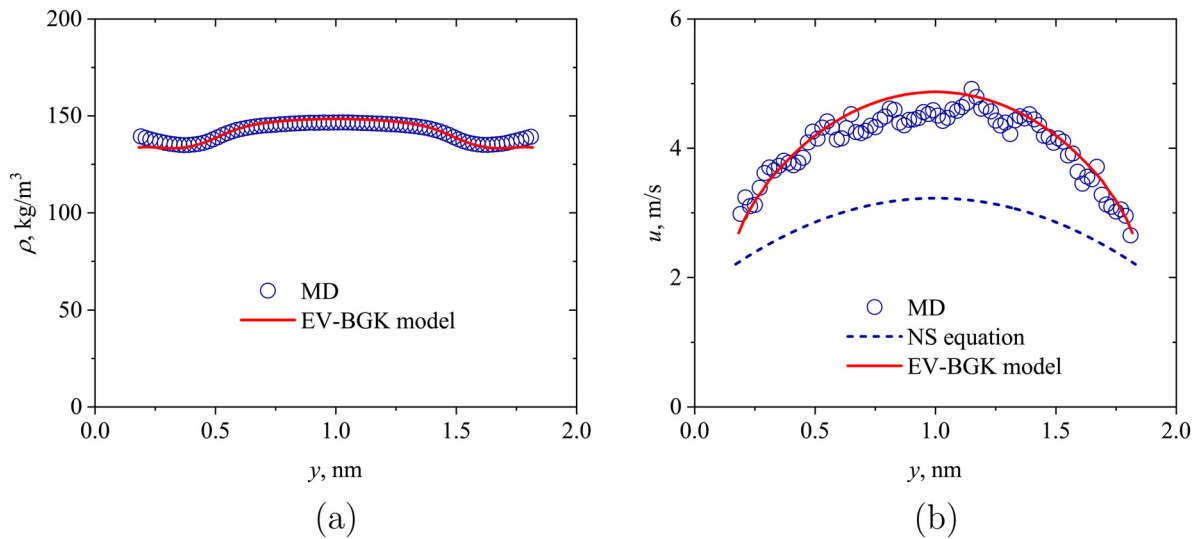 200
150
100
50
0
ρ, kg/m³
MD
EV-BGK model
0.0 0.5 1.0 1.5 2.0
y, nm
(a)
6
4
2
0
u, m/s
MD
NS equation
EV-BGK model
0.0 0.5 1.0 1.5 2.0
y, nm
(b)